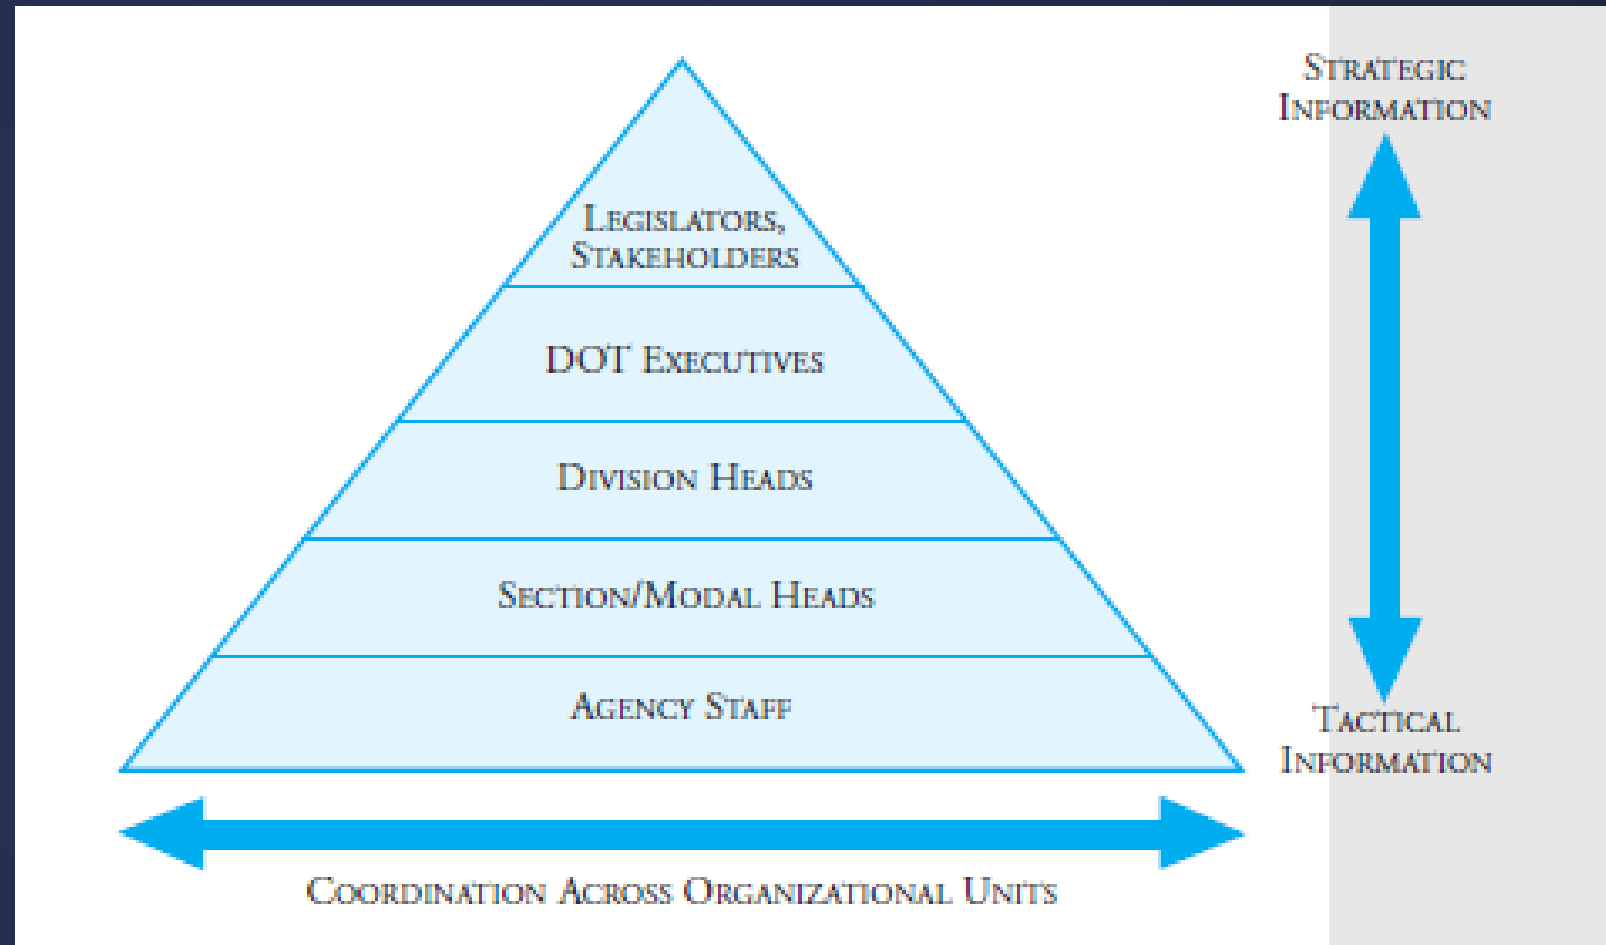 STRATEGIC
INFORMATION
LEGISLATORS,
STAKEHOLDERS
DOT EXECUTIVES
DIVISION HEADS
SECTION/MODAL HEADS
AGENCY STAFF
TACTICAL
INFORMATION
COORDINATION ACROSS ORGANIZATIONAL UNITS